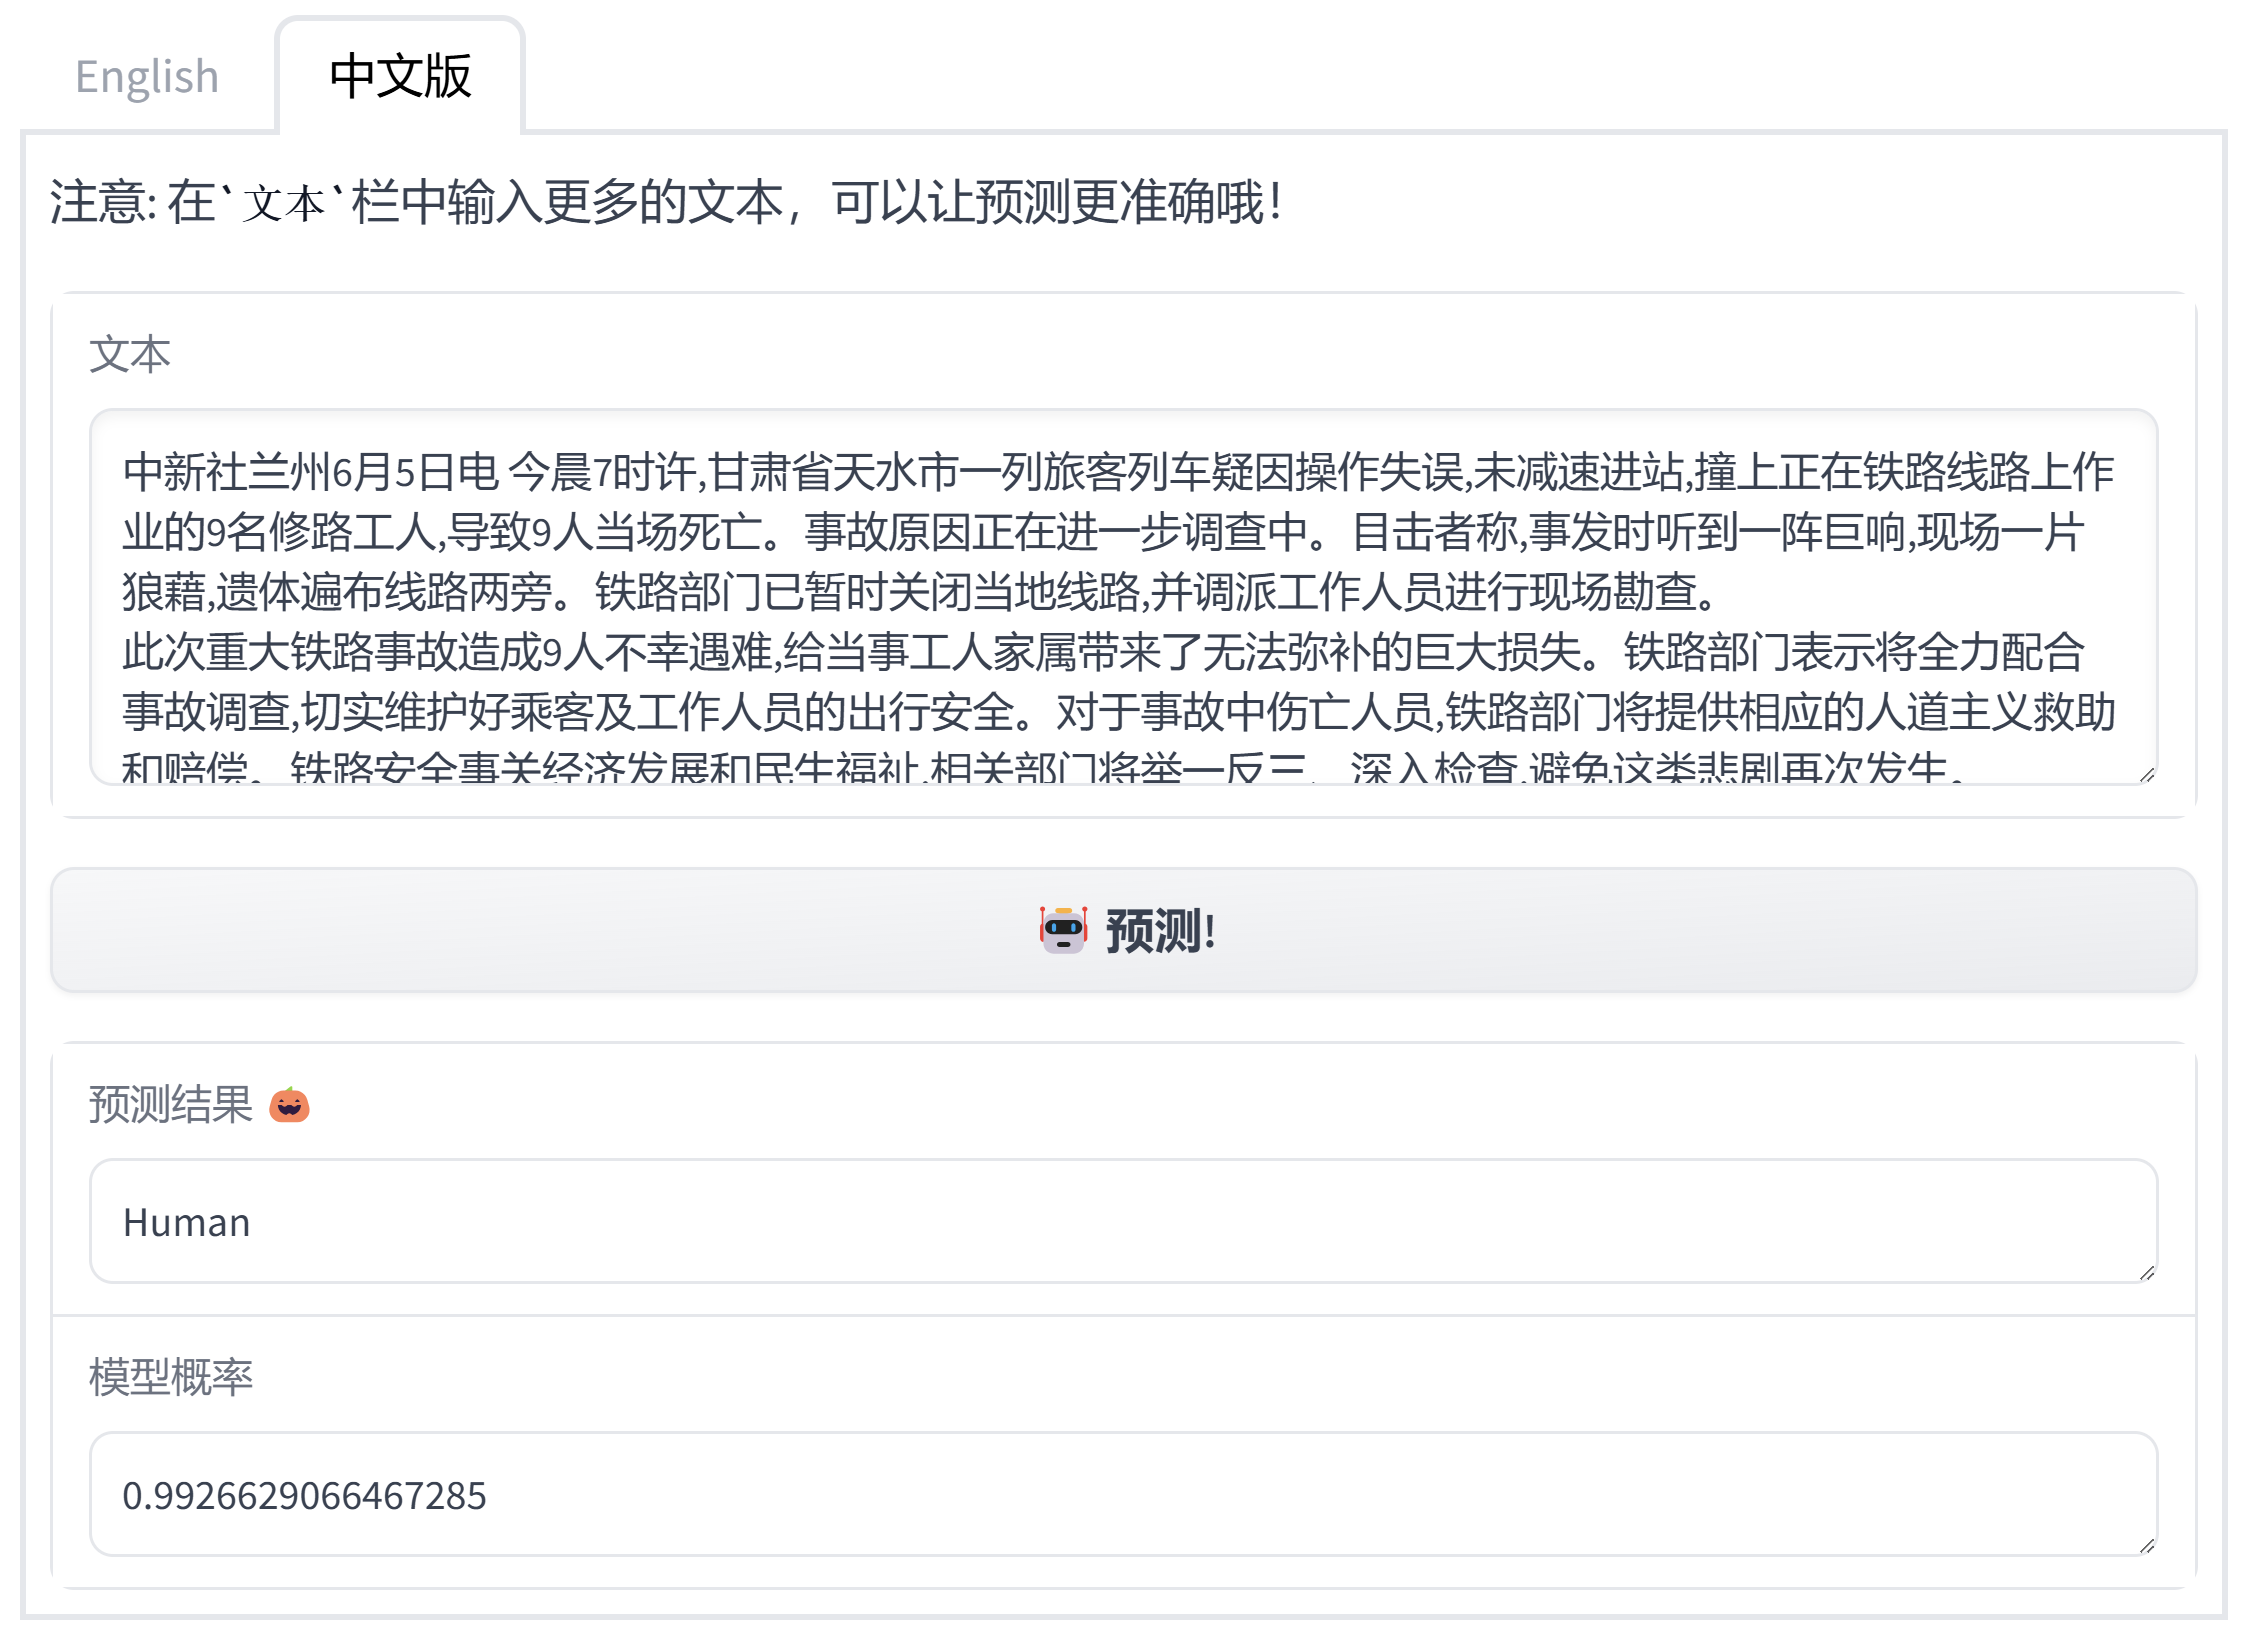 English
中文版
注意: 在`文本`栏中输入更多的文本，可以让预测更准确哦！
文本
中新社兰州6月5日电 今晨7时许,甘肃省天水市一列旅客列车疑因操作失误,未减速进站,撞上正在铁路线路上作
业的9名修路工人,导致9人当场死亡。事故原因正在进一步调查中。目击者称,事发时听到一阵巨响,现场一片
狼藉,遗体遍布线路两旁。铁路部门已暂时关闭当地线路,并调派工作人员进行现场勘查。
此次重大铁路事故造成9人不幸遇难,给当事工人家属带来了无法弥补的巨大损失。铁路部门表示将全力配合
事故调查,切实维护好乘客及工作人员的出行安全。对于事故中伤亡人员,铁路部门将提供相应的人道主义救助
和赔偿。铁路安全事关经济发展和民生福祉,相关部门将举一反三、深入检查,避免这类悲剧再次发生。
🤖 预测!
预测结果 🎃
Human
模型概率
0.9926629066467285